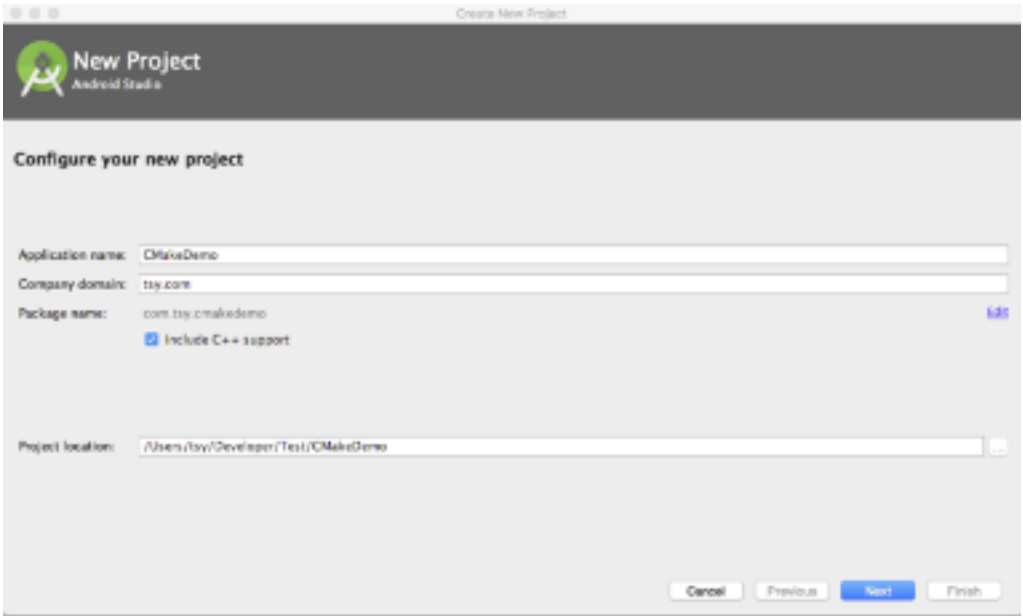 Create New Project
New Project
Android Studio
Configure your new project
Application name: CMakeDemo
Company domain: tsy.com
Package name: com.tsy.cmakedemo Edit
Include C++ support
Project location: /Users/tsy/Developer/Test/CMakeDemo ...
Cancel Previous Next Finish